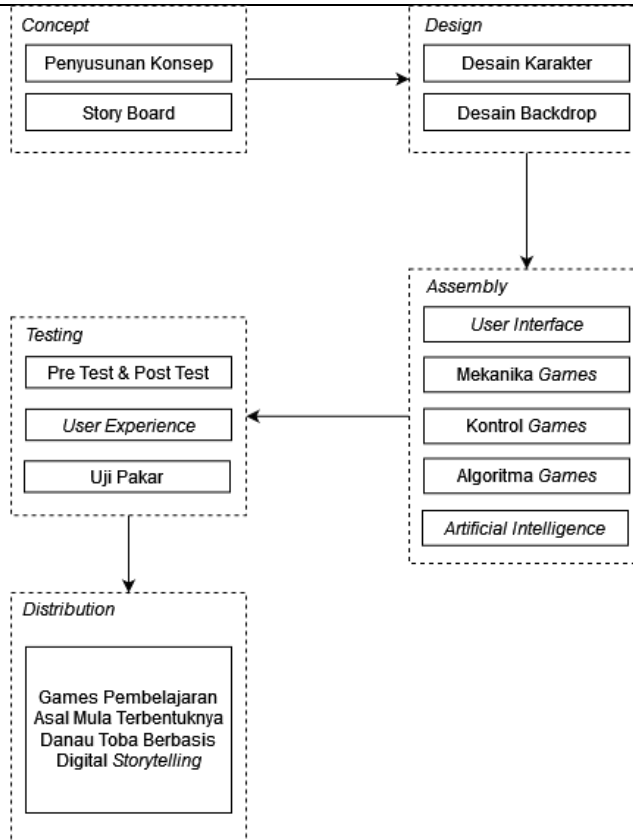 Concept
Penyusunan Konsep
Story Board
Design
Desain Karakter
Desain Backdrop
Assembly
User Interface
Mekanika Games
Kontrol Games
Algoritma Games
Artificial Intelligence
Testing
Pre Test & Post Test
User Experience
Uji Pakar
Distribution
Games Pembelajaran
Asal Mula Terbentuknya
Danau Toba Berbasis
Digital Storytelling